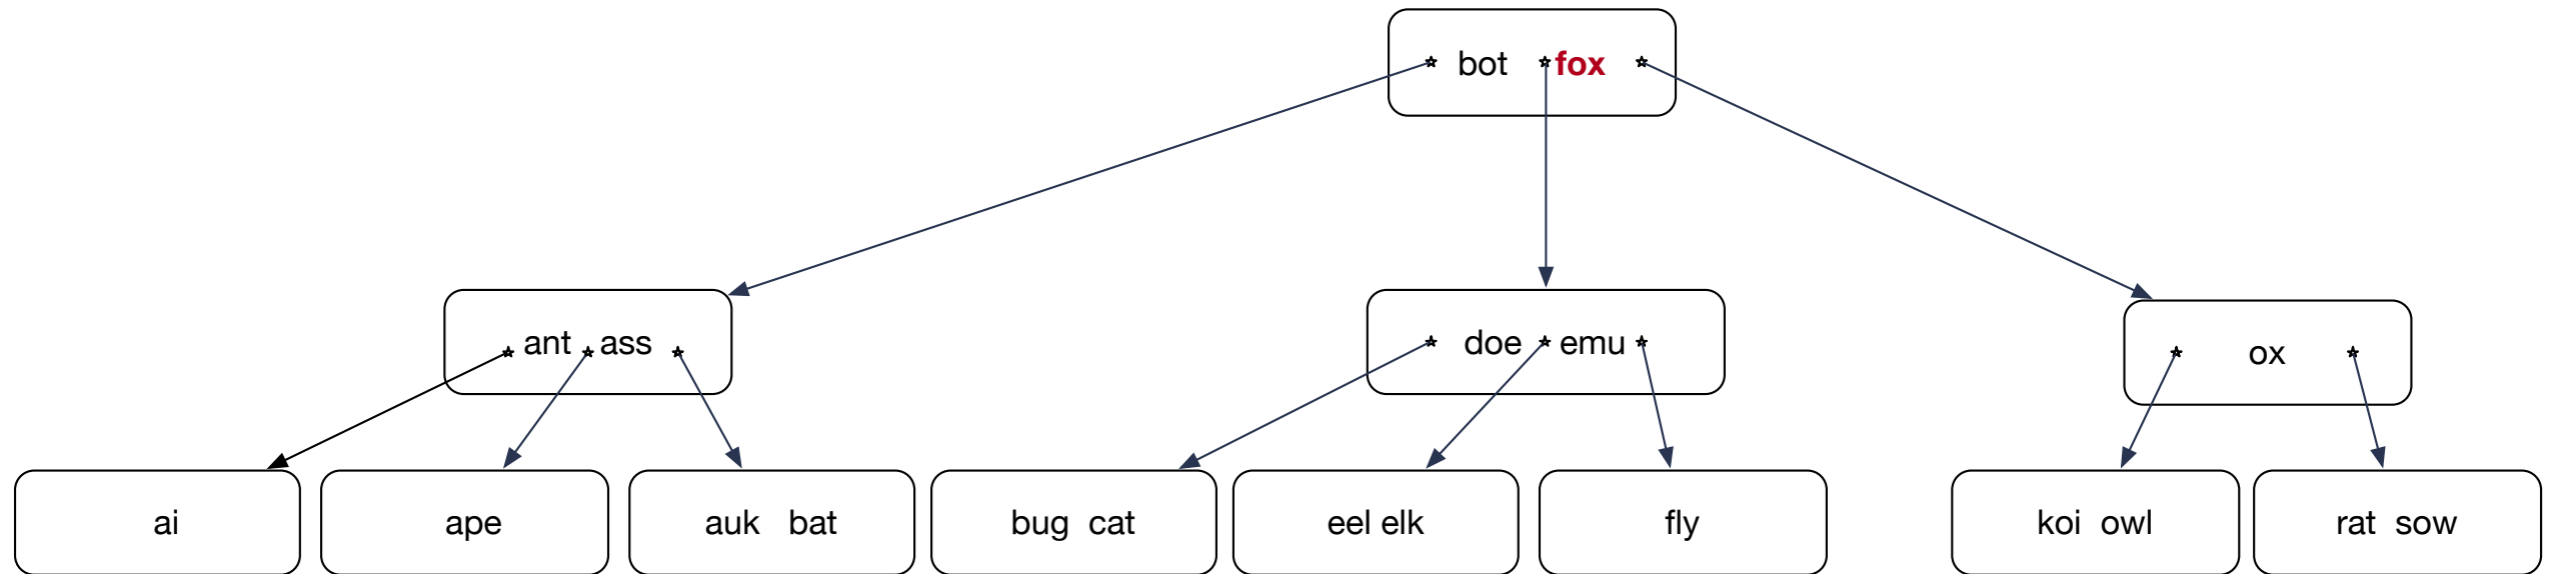 bot fox
ant ass doe emu ox
ai ape auk bat bug cat eel elk fly koi owl rat sow